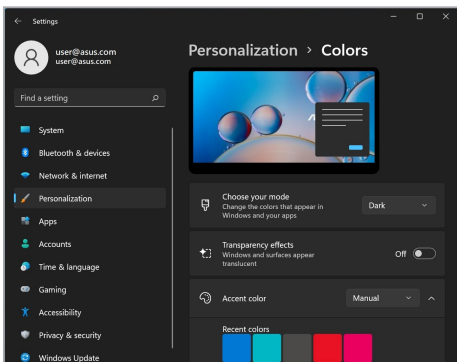 Settings
user@asus.com
user@asus.com
Find a setting
System
Bluetooth & devices
Network & internet
Personalization
Apps
Accounts
Time & language
Gaming
Accessibility
Privacy & security
Windows Update
Personalization > Colors
Choose your mode
Change the colors that appear in
Windows and your apps
Dark
Transparency effects
Windows and surfaces appear
translucent
Off
Accent color
Manual
Recent colors